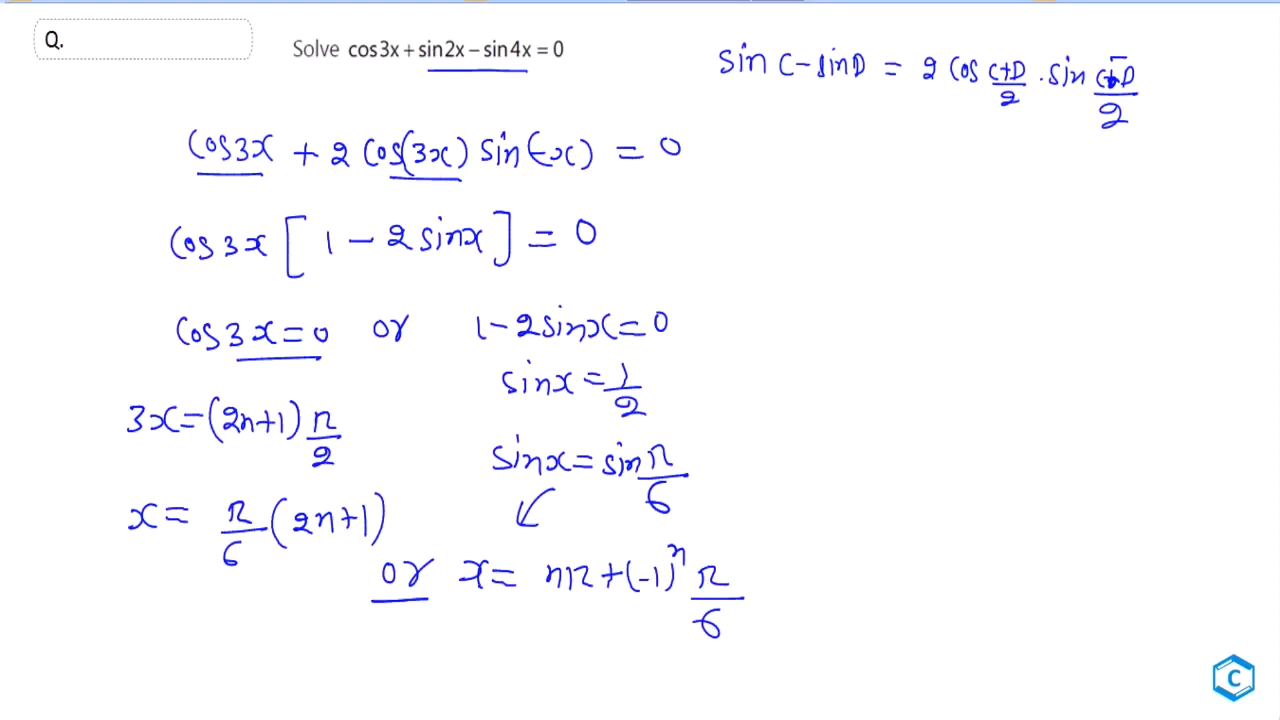 Q.
Solve cos3x + sin2x – sin4x = 0
sin C – sin D = 2 cos (C+D)/2 . sin (C-D)/2
cos3x + 2 cos(3x) sin(-x) = 0
cos3x [ 1 – 2 sinx ] = 0
cos3x = 0 or 1 – 2 sinx = 0
sinx = 1/2
3x = (2n+1) π/2
sinx = sin π/6
x = π/6 (2n+1)
or x = nπ + (-1)ⁿ π/6
C